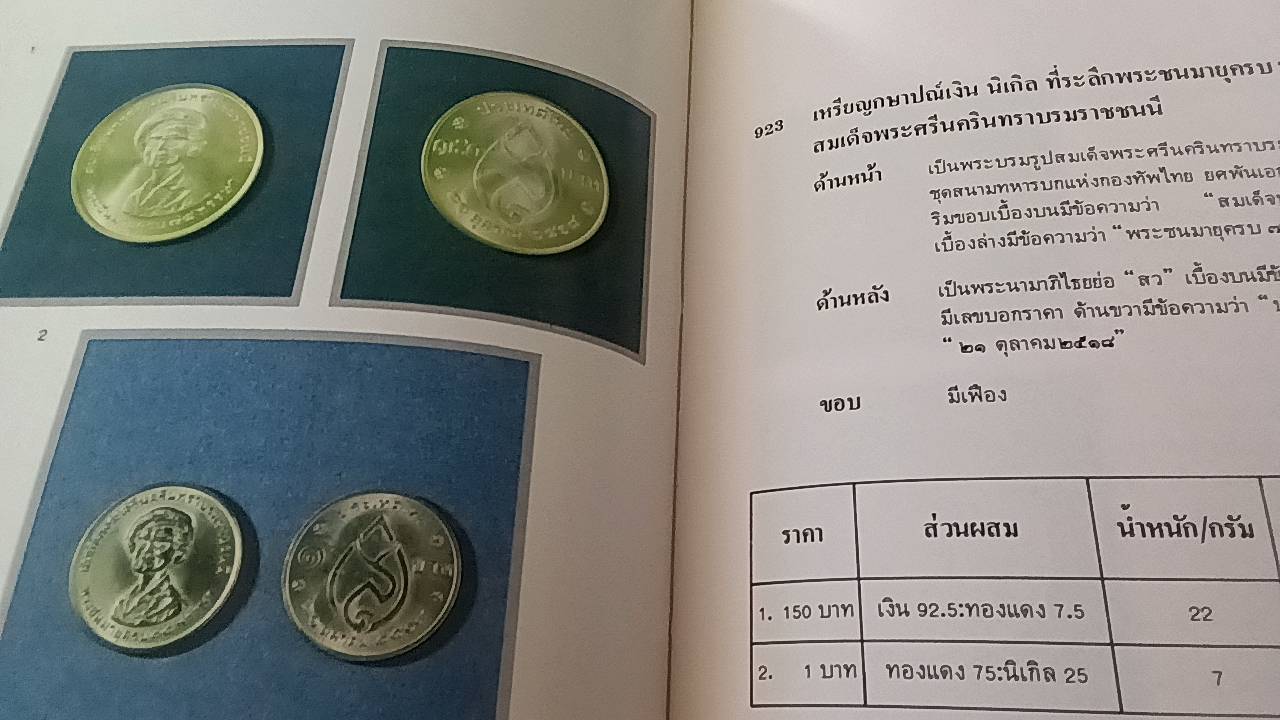 2
923
เหรียญกษาปณ์เงิน นิเกิล ที่ระลึกพระชนมายุครบ
สมเด็จพระศรีนครินทราบรมราชชนนี
ด้านหน้า
เป็นพระบรมรูปสมเด็จพระศรีนครินทราบร
ชุดสนามทหารบกแห่งกองทัพไทย ยศพันเอ
ริมขอบเบื้องบนมีข้อความว่า “สมเด็จ
เบื้องล่างมีข้อความว่า “พระชนมายุครบ ๗
ด้านหลัง
เป็นพระนามาภิไธยย่อ “สว” เบื้องบนมี
มีเลขบอกราคา ด้านขวามีข้อความว่า “
“๒๑ ตุลาคม๒๕๑๘”
ขอบ
มีเฟือง
ราคา ส่วนผสม น้ำหนัก/กรัม
1. 150 บาท เงิน 92.5:ทองแดง 7.5 22
2. 1 บาท ทองแดง 75:นิเกิล 25 7